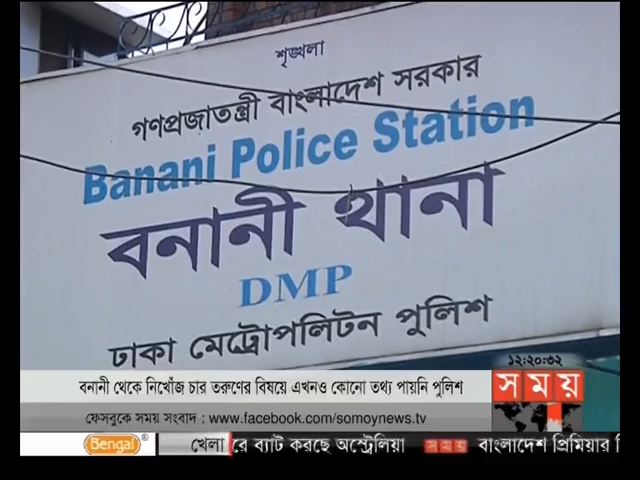 শৃঙ্খলা
গণপ্রজাতন্ত্রী বাংলাদেশ সরকার
Banani Police Station
বনানী থানা
DMP
ঢাকা মেট্রোপলিটন পুলিশ
১২:২০:৩২
বনানী থেকে নিখোঁজ চার তরুণের বিষয়ে এখনও কোনো তথ্য পায়নি পুলিশ
সময়
ফেসবুকে সময় সংবাদ : www.facebook.com/somoynews.tv
Bengal খেলা রে ব্যাট করছে অস্ট্রেলিয়া সময় বাংলাদেশ প্রিমিয়ার